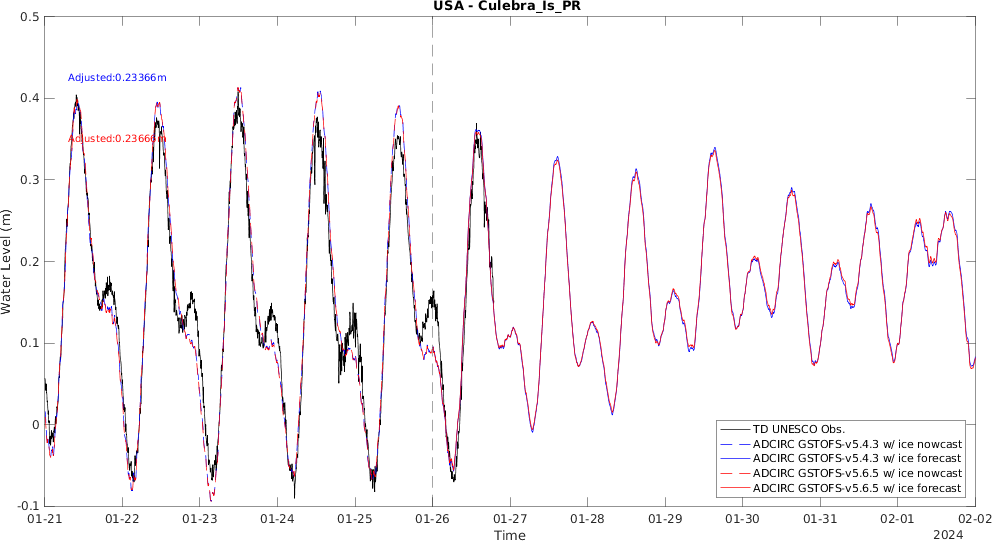 USA - Culebra_Is_PR
0.5
0.4
0.3
0.2
0.1
0
-0.1
Water Level (m)
Adjusted:0.23366m
Adjusted:0.23666m
TD UNESCO Obs.
ADCIRC GSTOFS-v5.4.3 w/ ice nowcast
ADCIRC GSTOFS-v5.4.3 w/ ice forecast
ADCIRC GSTOFS-v5.6.5 w/ ice nowcast
ADCIRC GSTOFS-v5.6.5 w/ ice forecast
01-21 01-22 01-23 01-24 01-25 01-26 01-27 01-28 01-29 01-30 01-31 02-01 02-02
Time
2024